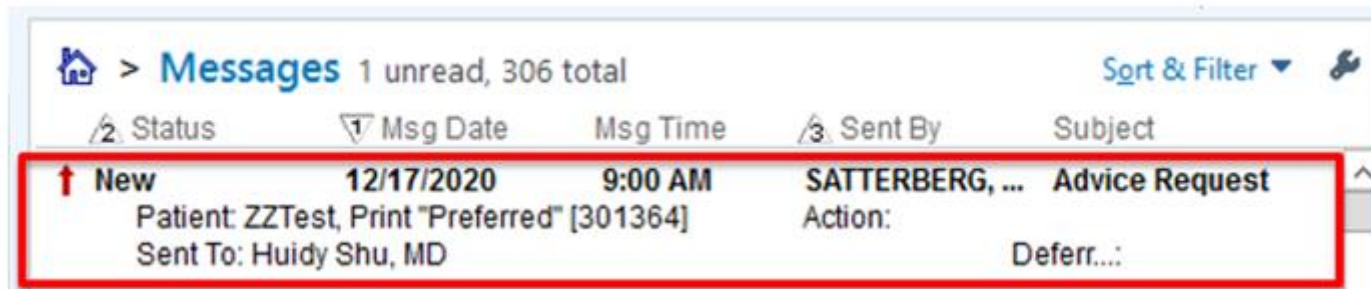 > Messages 1 unread, 306 total Sort & Filter ▼
2 Status 1 Msg Date Msg Time 3 Sent By Subject
New 12/17/2020 9:00 AM SATTERBERG, ... Advice Request
Patient: ZZTest, Print "Preferred" [301364] Action:
Sent To: Huidy Shu, MD Deferr...: